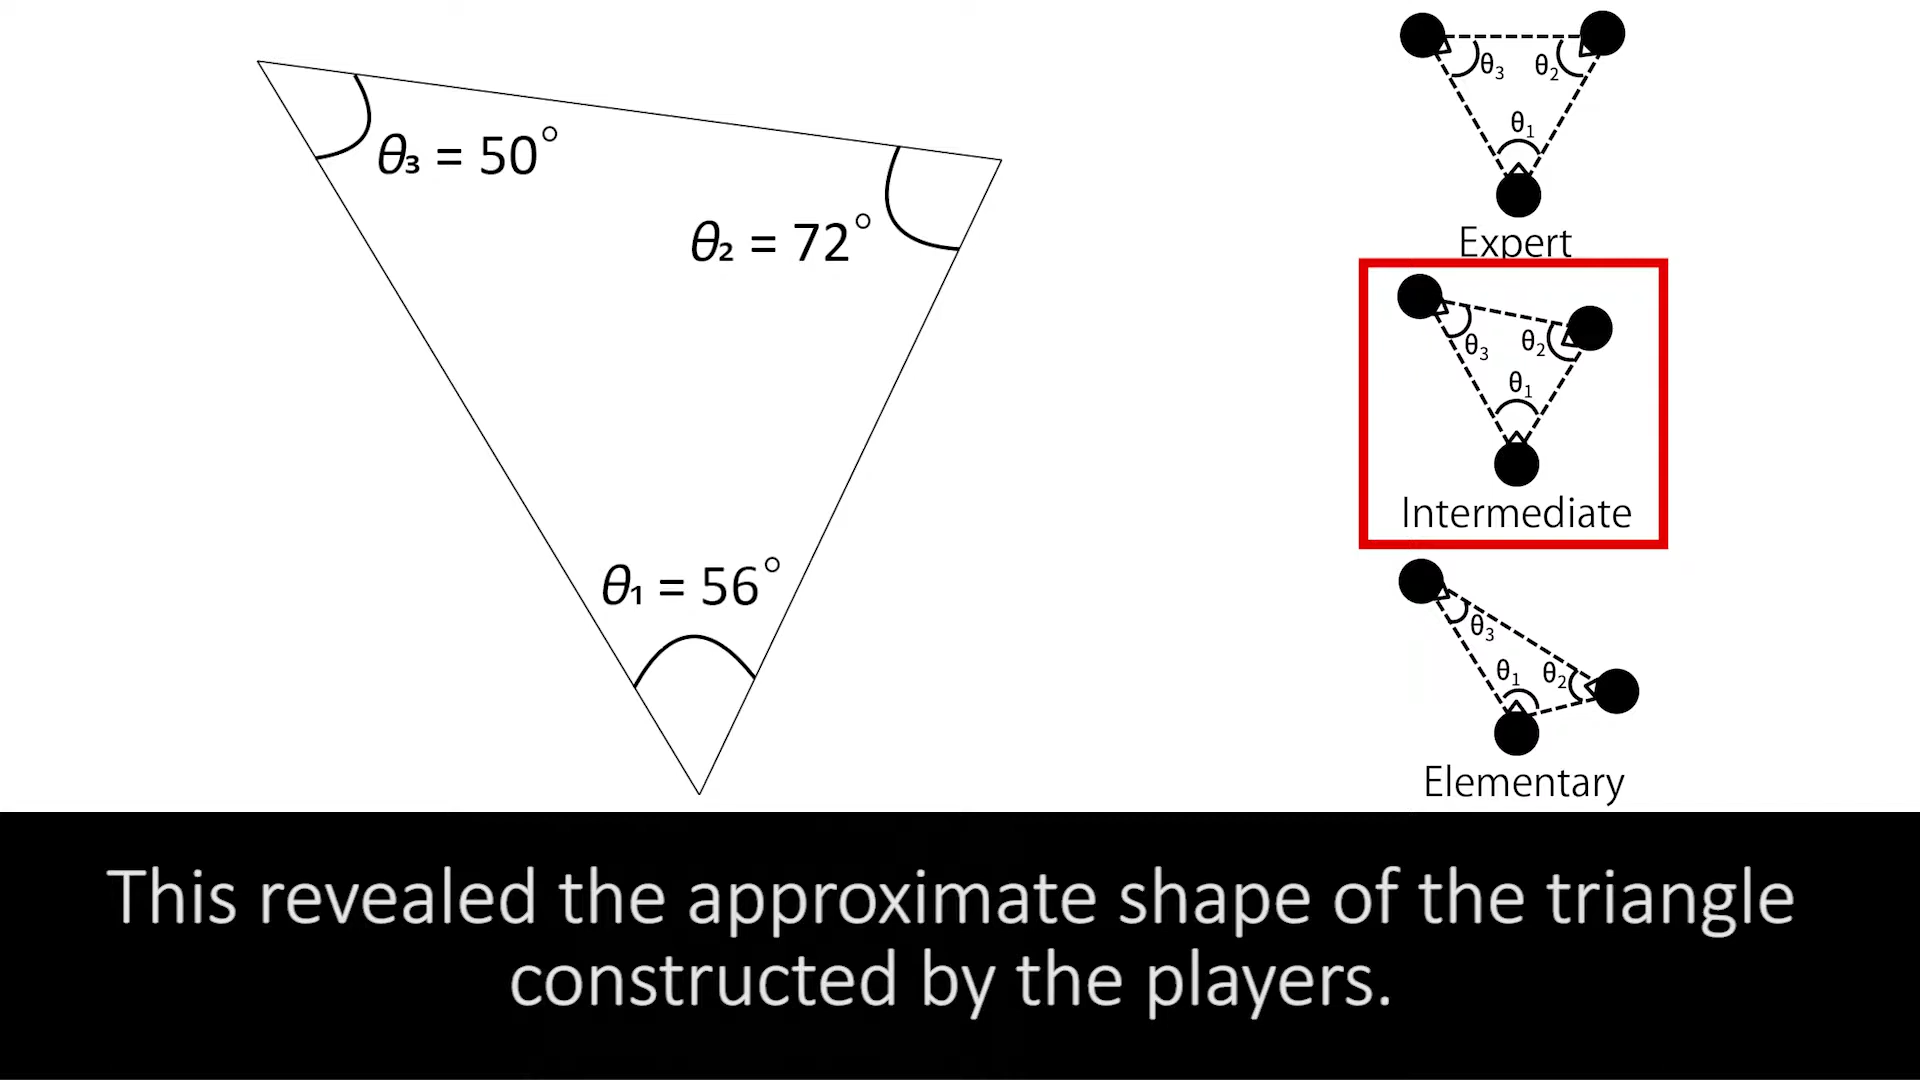 θ₃ = 50°
θ₂ = 72°
θ₁ = 56°
θ₃ θ₂
θ₁
Expert
θ₃ θ₂
θ₁
Intermediate
θ₃
θ₁ θ₂
Elementary
This revealed the approximate shape of the triangle
constructed by the players.